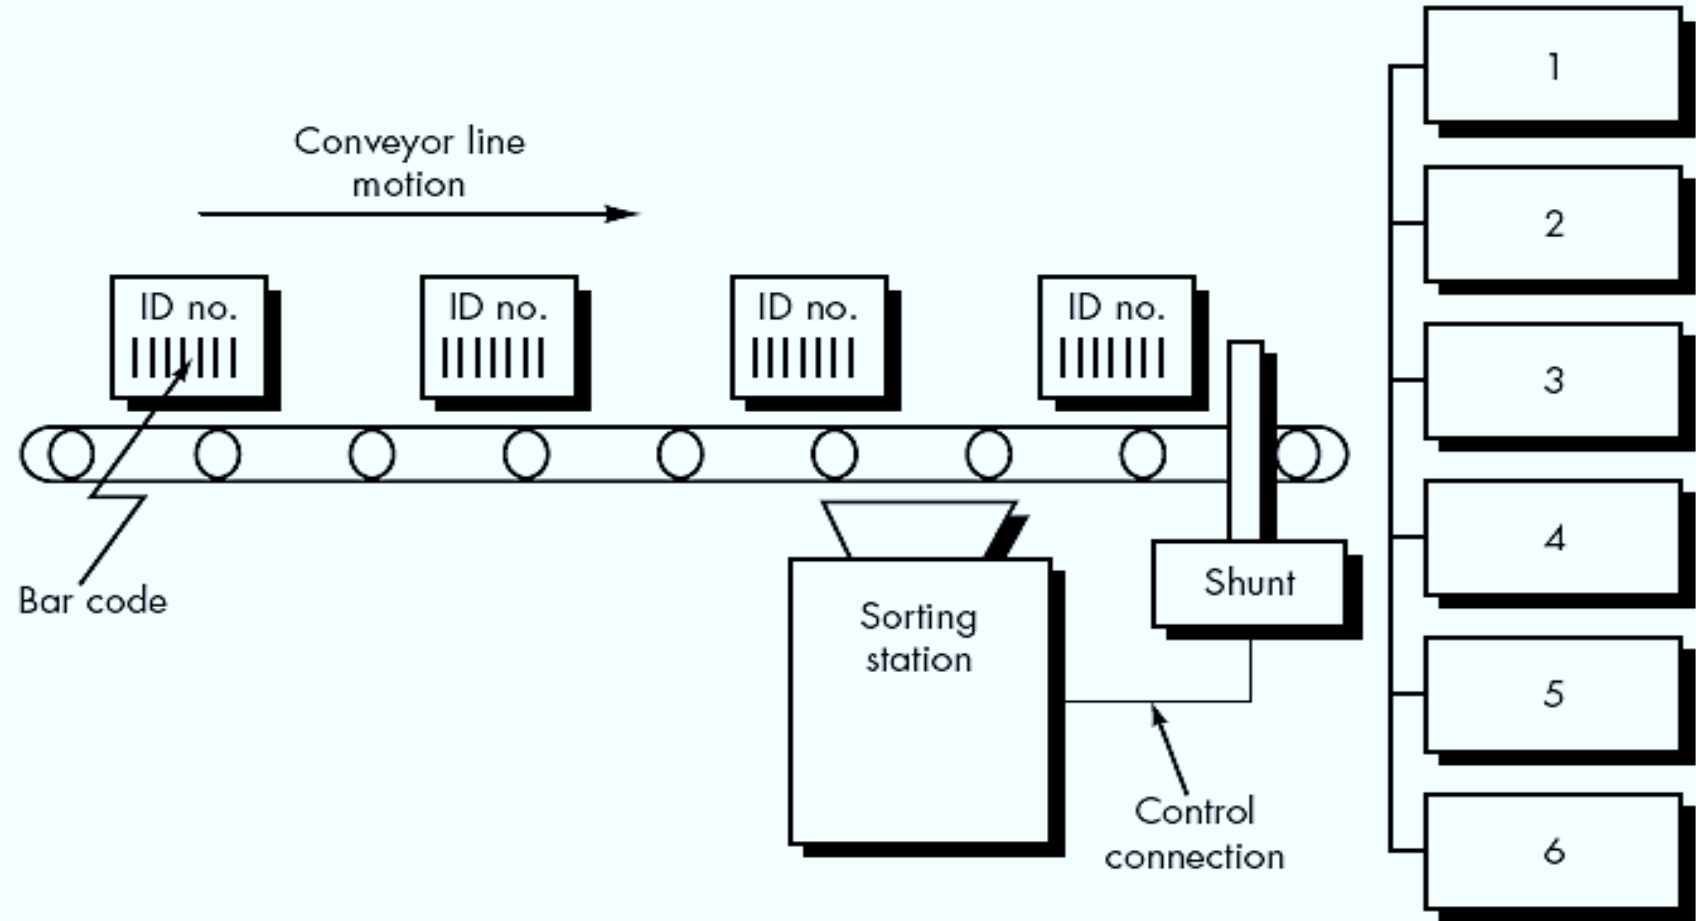 Conveyor line
motion
ID no.
ID no.
ID no.
ID no.
Bar code
Sorting
station
Shunt
Control
connection
1
2
3
4
5
6